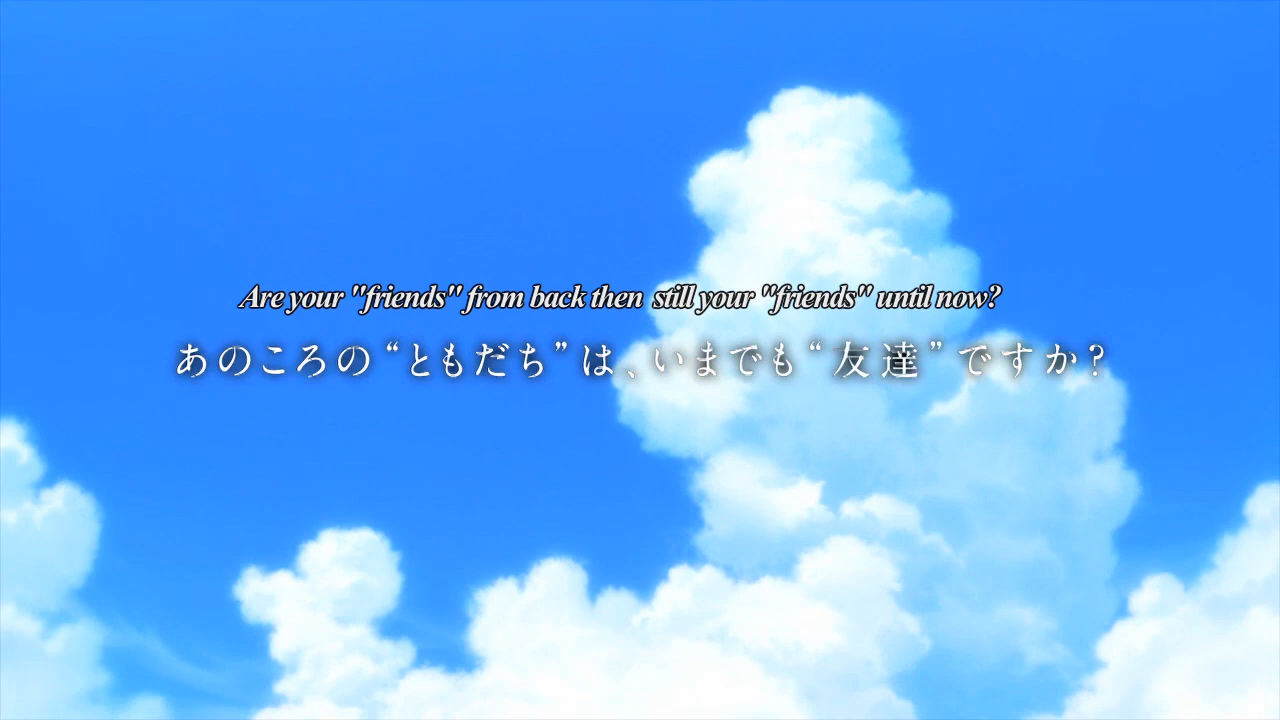 Are your "friends" from back then still your "friends" until now?
あのころの“ともだち”は、いまでも“友達”ですか？